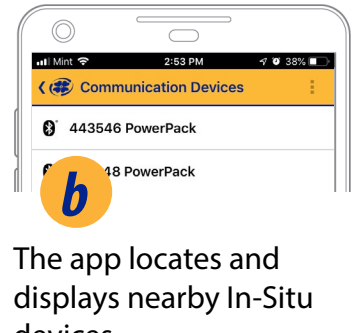 Mint 2:53 PM 38%
Communication Devices
443546 PowerPack
48 PowerPack
b
The app locates and
displays nearby In-Situ